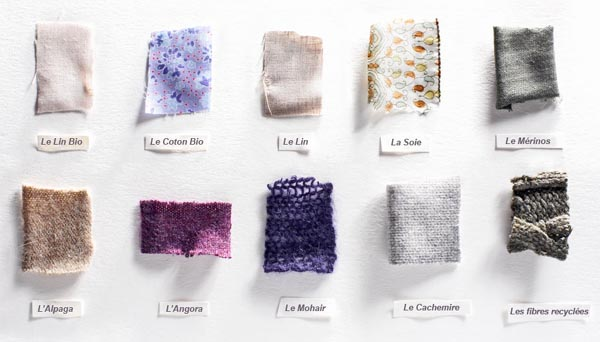 Le Lin Bio
Le Coton Bio
Le Lin
La Soie
Le Mérinos
L'Alpaga
L'Angora
Le Mohair
Le Cachemire
Les fibres recyclées